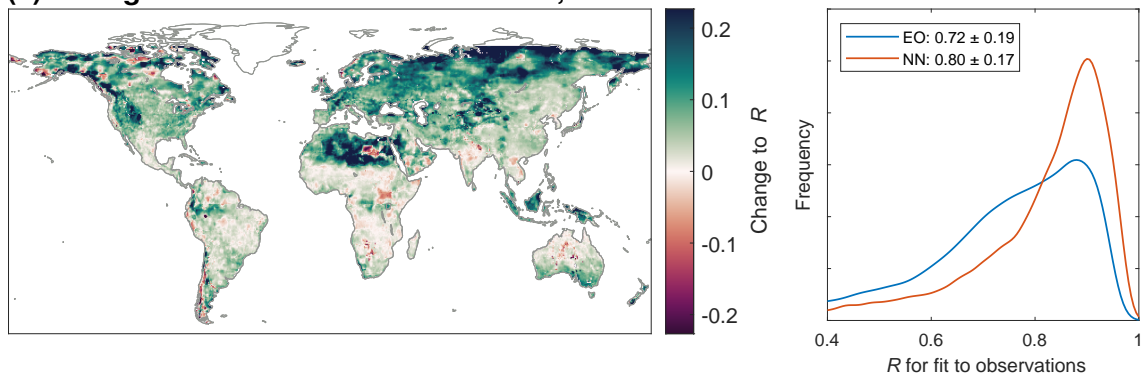 0.2
0.1
0
-0.1
-0.2
Change to R
Frequency
EO: 0.72 ± 0.19
NN: 0.80 ± 0.17
0.4 0.6 0.8 1
R for fit to observations